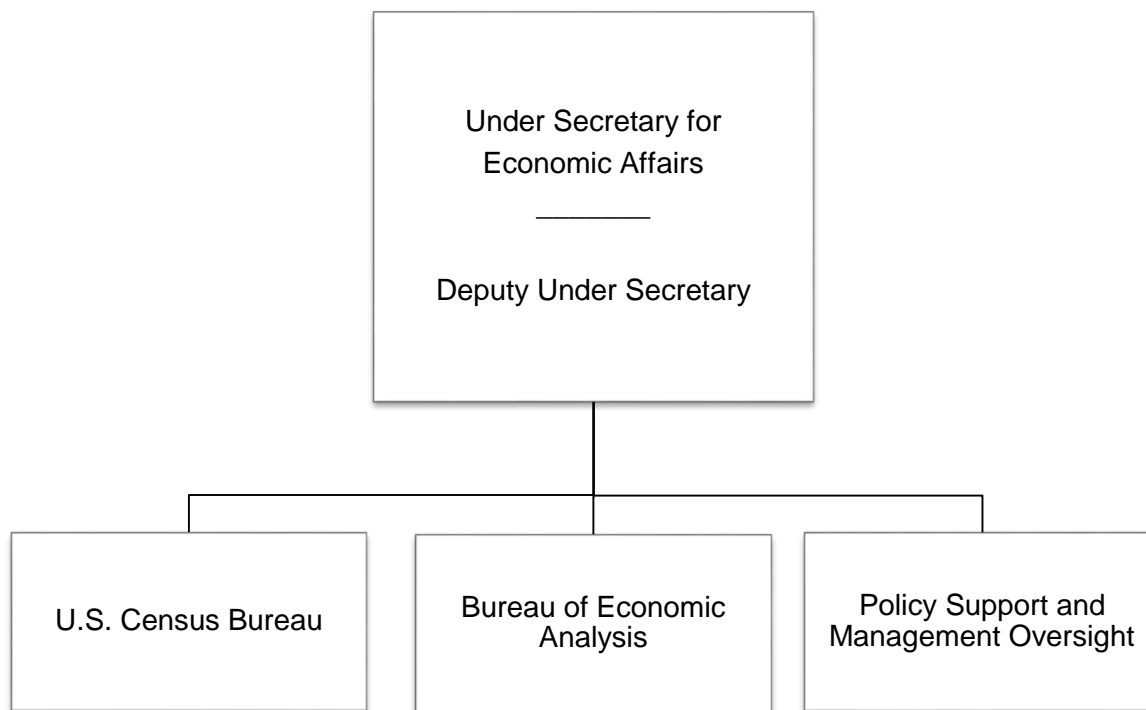 Under Secretary for
Economic Affairs
_______
Deputy Under Secretary
U.S. Census Bureau
Bureau of Economic
Analysis
Policy Support and
Management Oversight